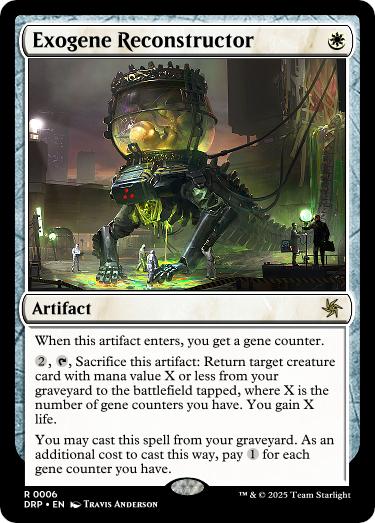 Exogene Reconstructor
Artifact
When this artifact enters, you get a gene counter.
2, , Sacrifice this artifact: Return target creature
card with mana value X or less from your
graveyard to the battlefield tapped, where X is the
number of gene counters you have. You gain X
life.
You may cast this spell from your graveyard. As an
additional cost to cast this way, pay 1 for each
gene counter you have.
R 0006
DRP • EN Travis Anderson
™ & © 2025 Team Starlight